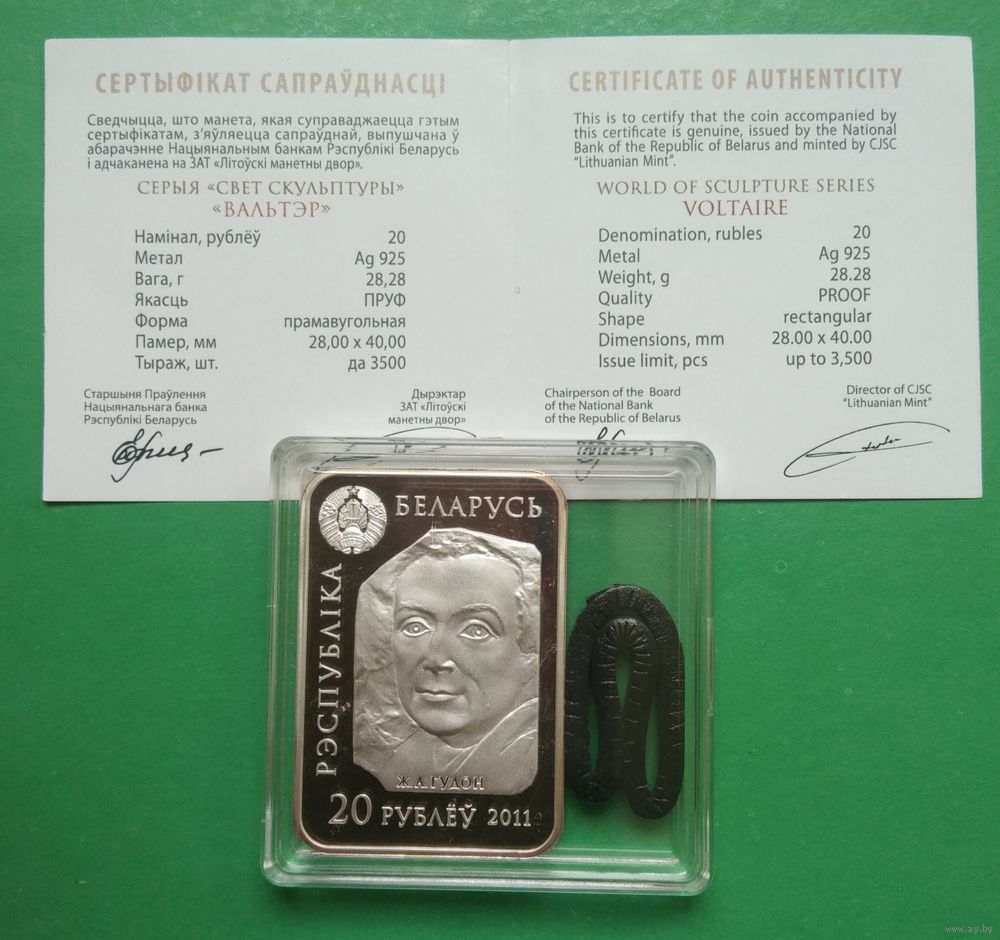 СЕРТЫФІКАТ САПРАЎДНАСЦІ
Сведчыцца, што манета, якая суправаджаецца гэтым
сертыфікатам, з’яўляецца сапраўднай, выпушчана ў
абарачэнне Нацыянальным банкам Рэспублікі Беларусь
і адчаканена на ЗАТ «Літоўскі манетны двор».
СЕРЫЯ «СВЕТ СКУЛЬПТУРЫ»
«ВАЛЬТЭР»
Намінал, рублёў 20
Метал Ag 925
Вага, г 28,28
Якасць ПРУФ
Форма прамавугольная
Памер, мм 28,00 х 40,00
Тыраж, шт. да 3500
Старшыня Праўлення
Нацыянальнага банка
Рэспублікі Беларусь
Дырэктар
ЗАТ «Літоўскі
манетны двор»
CERTIFICATE OF AUTHENTICITY
This is to certify that the coin accompanied by
this certificate is genuine, issued by the National
Bank of the Republic of Belarus and minted by CJSC
“Lithuanian Mint”.
WORLD OF SCULPTURE SERIES
VOLTAIRE
Denomination, rubles 20
Metal Ag 925
Weight, g 28.28
Quality PROOF
Shape rectangular
Dimensions, mm 28.00 x 40.00
Issue limit, pcs up to 3,500
Chairperson of the Board
of the National Bank
of the Republic of Belarus
Director of CJSC
“Lithuanian Mint”
РЭСПУБЛІКА
БЕЛАРУСЬ
Ж.А.ГУДОН
20 РУБЛЁЎ 2011
www.ay.by